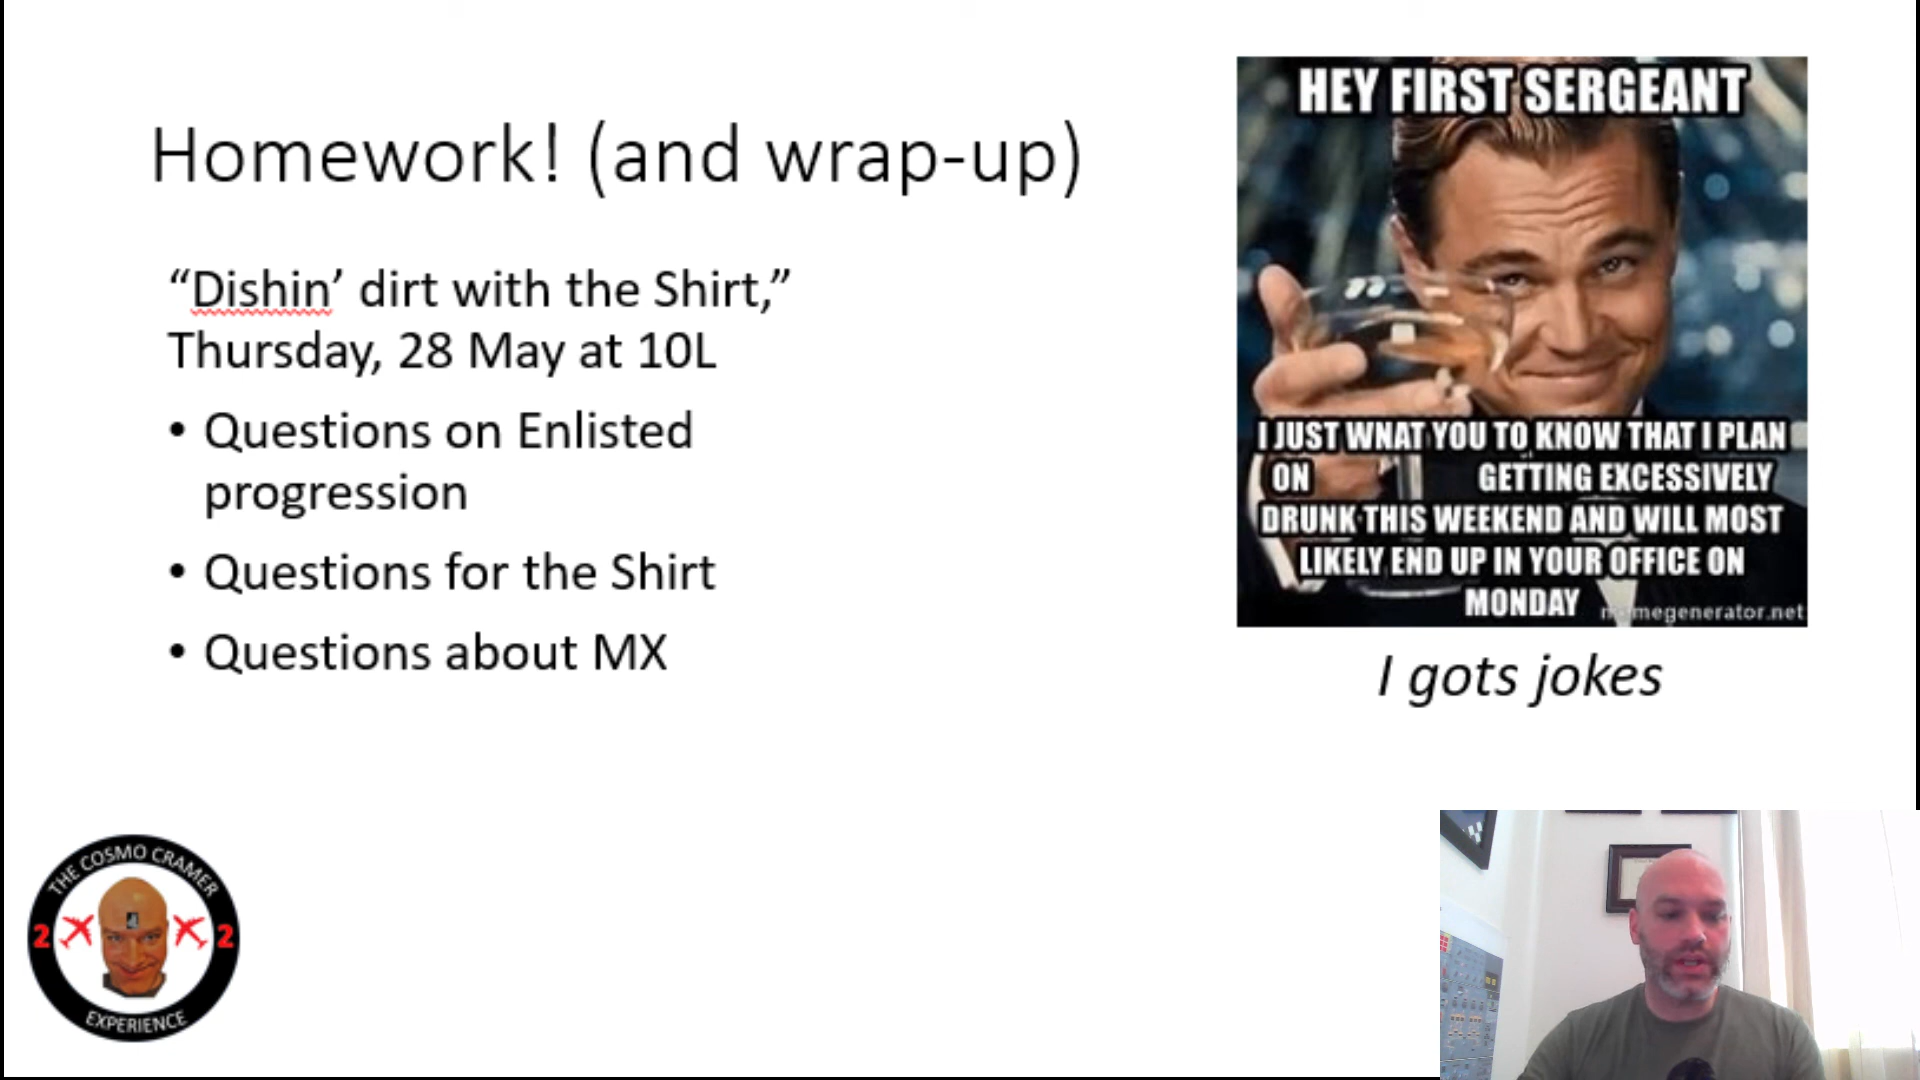 Homework! (and wrap-up)
“Dishin’ dirt with the Shirt,”
Thursday, 28 May at 10L
• Questions on Enlisted
progression
• Questions for the Shirt
• Questions about MX
HEY FIRST SERGEANT
I JUST WNAT YOU TO KNOW THAT I PLAN
ON GETTING EXCESSIVELY
DRUNK THIS WEEKEND AND WILL MOST
LIKELY END UP IN YOUR OFFICE ON
MONDAY
memegenerator.net
I gots jokes
THE COSMO CRAMER
2 2
EXPERIENCE